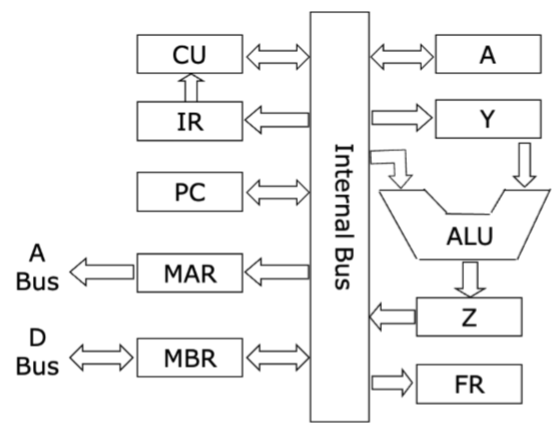 CU
A
IR
Y
PC
Internal Bus
ALU
A
Bus
MAR
Z
D
Bus
MBR
FR